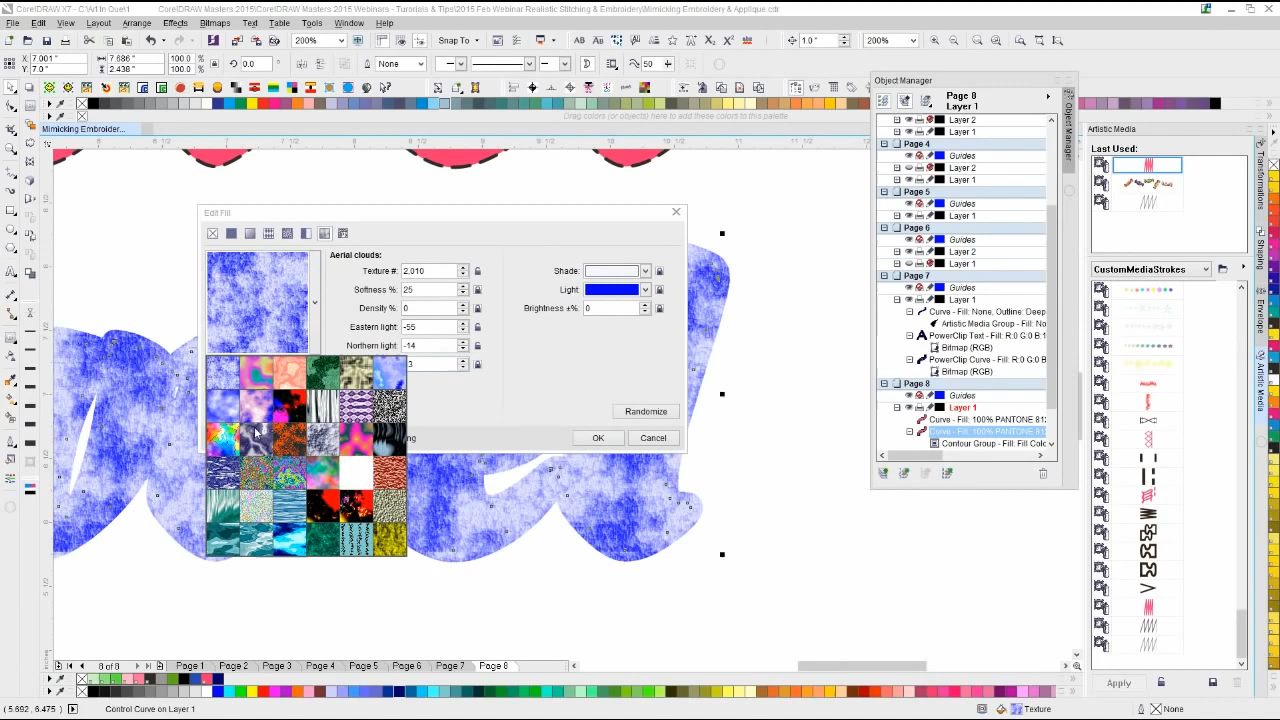 CorelDRAW X7 - C:\Art In Que\1 CorelDRAW Masters 2015\CorelDRAW Masters 2015 Webinars - Turorials & Tips\2015 Feb Webinar Realistic Stitching & Embroidery\Mimicking Embroidery & Applique.cdr
File Edit View Layout Arrange Effects Bitmaps Text Table Tools Window Help
200% Snap To 1.0 " 200%
X: 7.001 " 7.686 " 100.0 %
Y: 7.0 " 2.438 " 100.0 % 0.0 None 50
Drag colors (or objects) here to add these colors to this palette
Mimicking Embroider...
Object Manager
Page 8
Layer 1
Layer 2
Layer 1
Page 4
Guides
Layer 2
Layer 1
Page 5
Guides
Layer 1
Page 6
Guides
Layer 2
Layer 1
Page 7
Guides
Layer 1
Curve - Fill: None, Outline: Deep
Artistic Media Group - Fill: No
PowerClip Text - Fill: R:0 G:0 B:
Bitmap (RGB)
PowerClip Curve - Fill: R:0 G:0 B
Bitmap (RGB)
Page 8
Guides
Layer 1
Curve - Fill: 100% PANTONE 81
Curve - Fill: 100% PANTONE 81
Contour Group - Fill: Fill Colo
Object Manager
Artistic Media
Last Used:
CustomMediaStrokes
Apply
Transformations
Envelope
Artistic Media
Edit Fill
Aerial clouds:
Texture #: 2,010
Softness %: 25
Density %: 0
Eastern light: -55
Northern light: -14
3
Shade:
Light:
Brightness ±%: 0
Randomize
ng
OK Cancel
8 of 8 Page 1 Page 2 Page 3 Page 4 Page 5 Page 6 Page 7 Page 8
( 5.692 , 6.475 ) Control Curve on Layer 1 Texture None